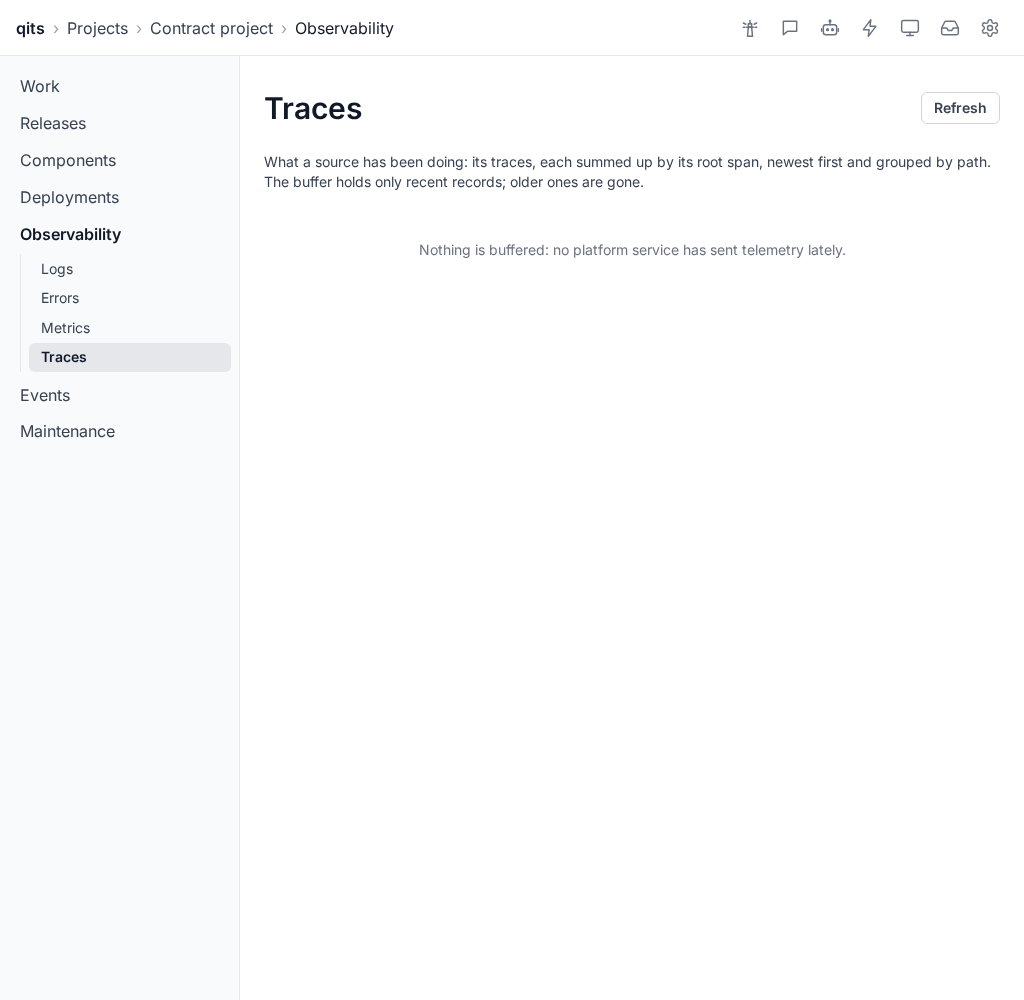 qits › Projects › Contract project › Observability
Work
Releases
Components
Deployments
Observability
Logs
Errors
Metrics
Traces
Events
Maintenance
Traces
Refresh
What a source has been doing: its traces, each summed up by its root span, newest first and grouped by path.
The buffer holds only recent records; older ones are gone.
Nothing is buffered: no platform service has sent telemetry lately.